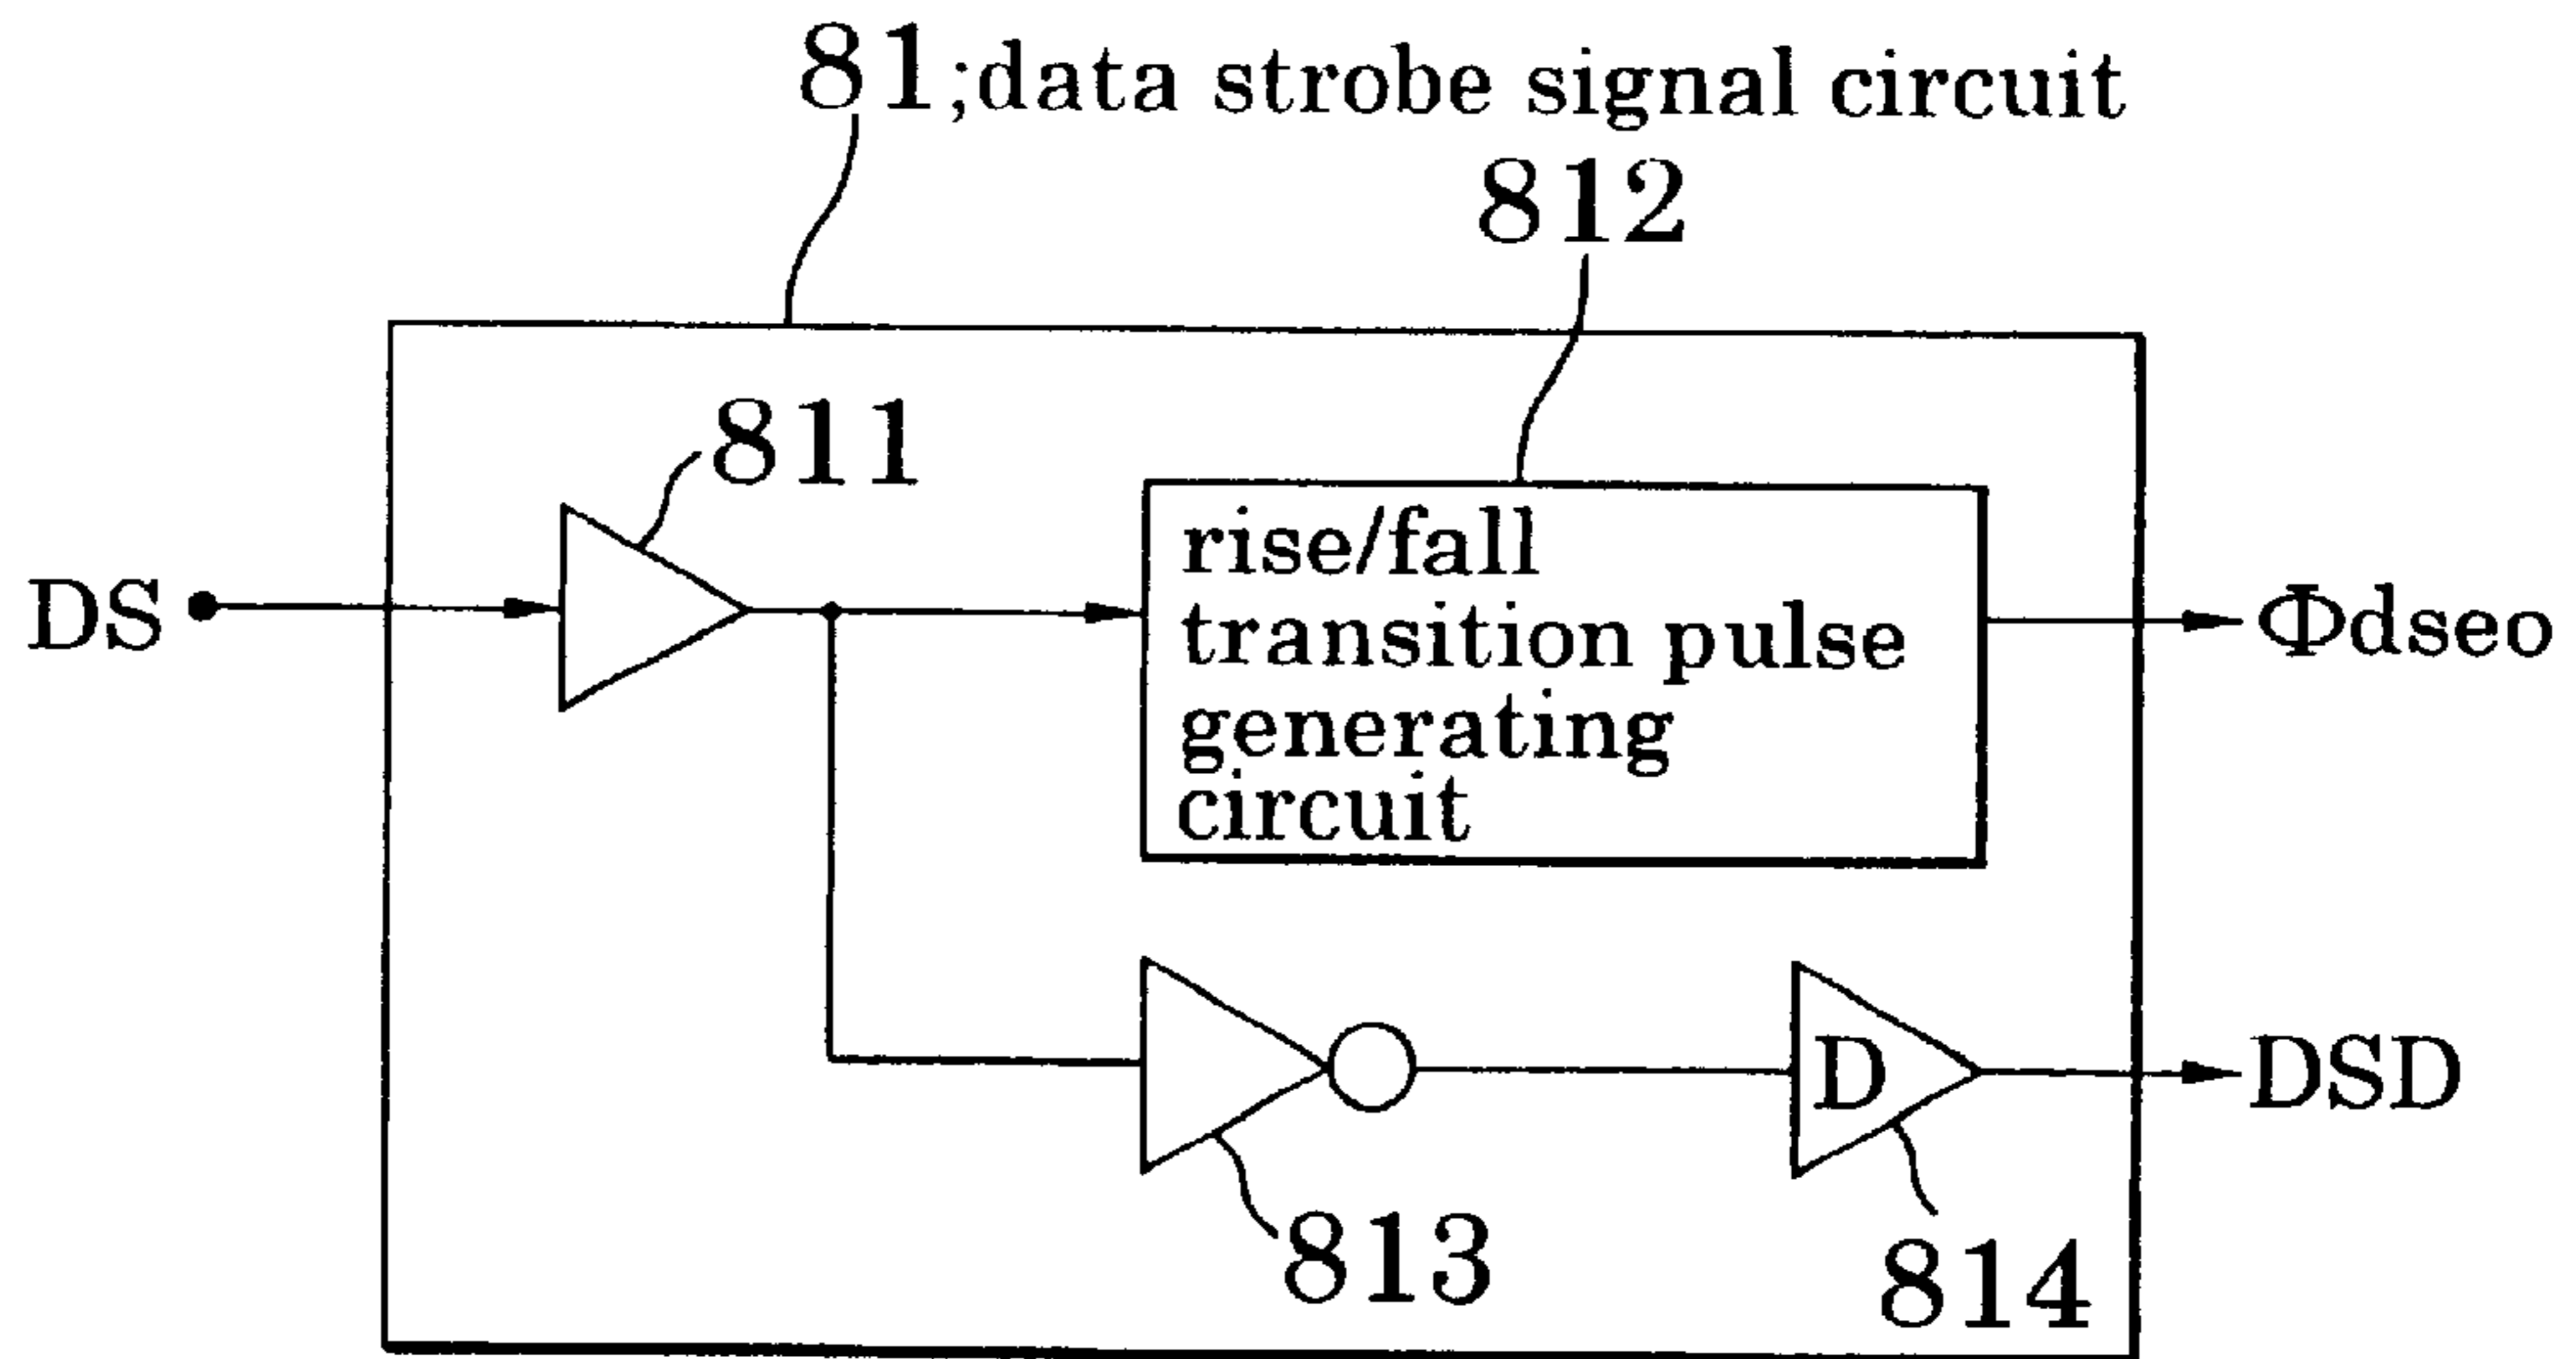 81;data strobe signal circuit
812
811
DS
rise/fall
transition pulse
generating
circuit
Φdseo
D
DSD
813
814